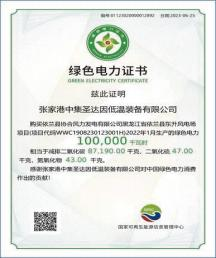 编号:01123020000012892
日期:2023-06-25
绿色电力证书
GREEN ELECTRICITY CERTIFICATE
兹此证明
张家港中集圣达因低温装备有限公司
购买依兰县协合风力发电有限公司黑龙江省依兰县东升风电场
项目(项目代码WWC1908230123001H)2022年1月生产的绿色电力
100,000 千瓦时
相当于减排二氧化碳 87,190.00 千克、二氧化硫 47.00
千克、氮氧化物 43.00 千克。
感谢张家港中集圣达因低温装备有限公司对中国绿色电力消费
作出的贡献!
国家可再生能源信息管理中心